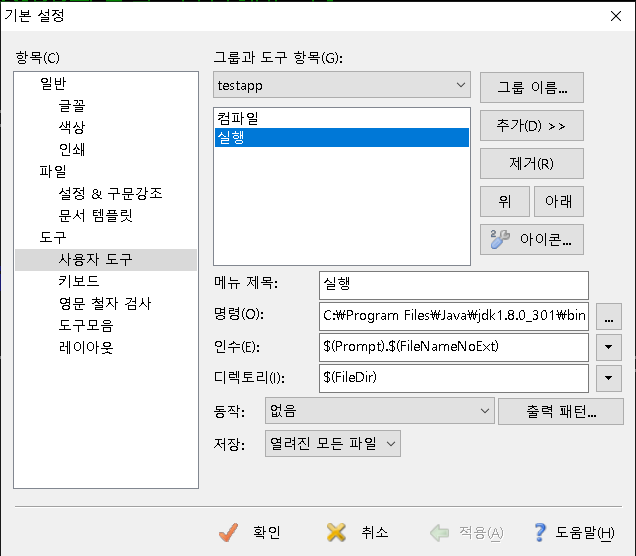 기본 설정
항목(C)
일반
글꼴
색상
인쇄
파일
설정 & 구문강조
문서 템플릿
도구
사용자 도구
키보드
영문 철자 검사
도구모음
레이아웃
그룹과 도구 항목(G):
testapp
그룹 이름...
컴파일
실행
추가(D) >>
제거(R)
위
아래
아이콘...
메뉴 제목:
실행
명령(O):
C:₩Program Files₩Java₩jdk1.8.0_301₩bin
...
인수(E):
$(Prompt).$(FileNameNoExt)
디렉토리(I):
$(FileDir)
동작:
없음
출력 패턴...
저장:
열려진 모든 파일
확인
취소
적용(A)
도움말(H)